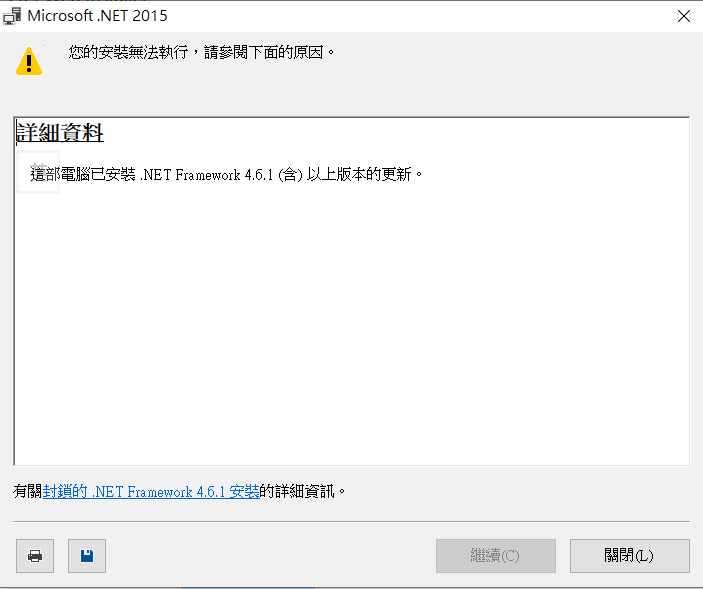 Microsoft .NET 2015
您的安裝無法執行，請參閱下面的原因。
詳細資料
這部電腦已安裝 .NET Framework 4.6.1 (含) 以上版本的更新。
有關封鎖的 .NET Framework 4.6.1 安裝的詳細資訊。
繼續(C)
關閉(L)